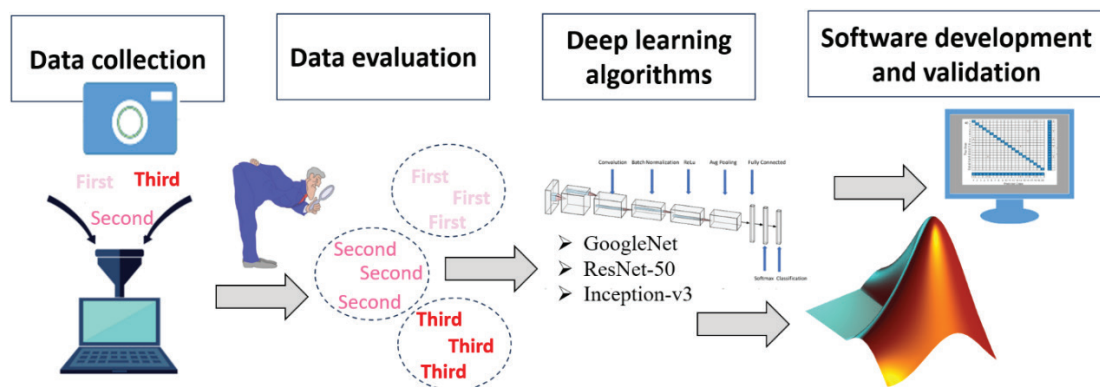 Data collection
Data evaluation
Deep learning
algorithms
Software development
and validation
First
Third
Second
First
First
First
Second
Second
Second
Third
Third
Third
Convolution
Batch Normalization
ReLu
Avg Pooling
Fully Connected
Softmax
Classification
➢ GoogleNet
➢ ResNet-50
➢ Inception-v3